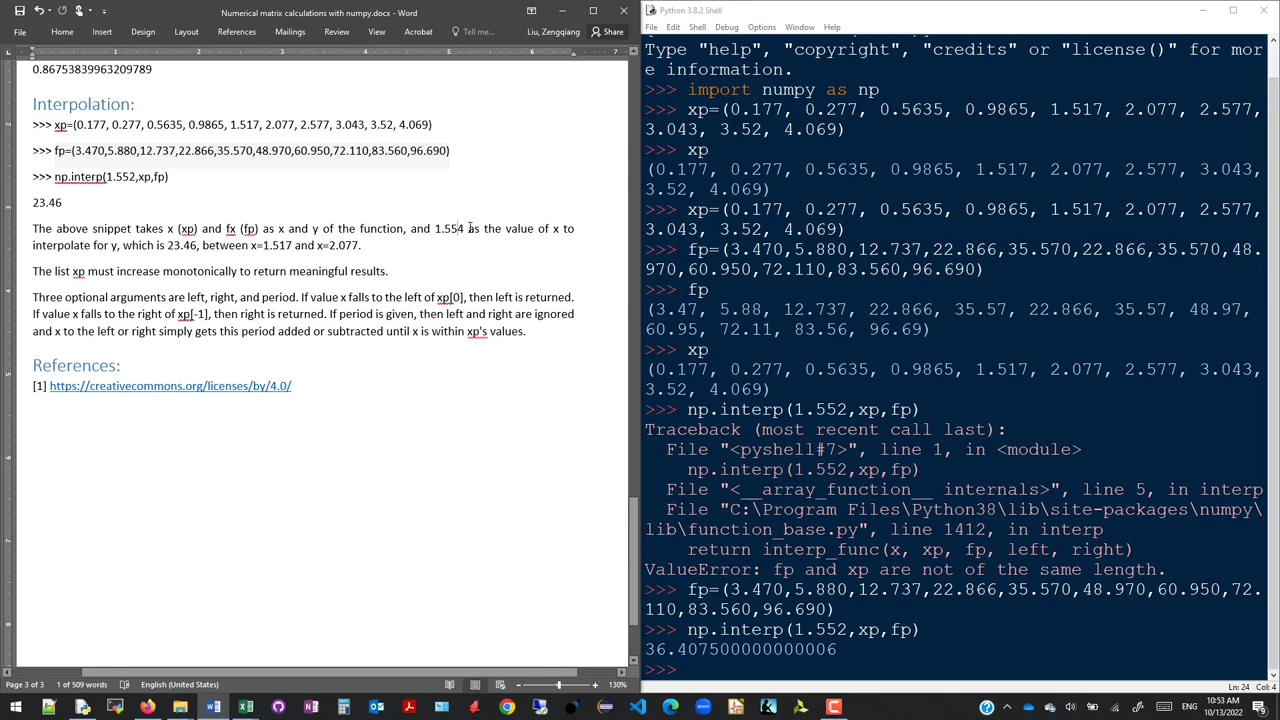 Numerical matrix calculations with numpy.docx - Word
File Home Insert Draw Design Layout References Mailings Review View Acrobat Tell me... Liu, Zengqiang Share
0.86753839963209789
Interpolation:
>>> xp=(0.177, 0.277, 0.5635, 0.9865, 1.517, 2.077, 2.577, 3.043, 3.52, 4.069)
>>> fp=(3.470,5.880,12.737,22.866,35.570,48.970,60.950,72.110,83.560,96.690)
>>> np.interp(1.552,xp,fp)
23.46
The above snippet takes x (xp) and fx (fp) as x and y of the function, and 1.554 as the value of x to
interpolate for y, which is 23.46, between x=1.517 and x=2.077.
The list xp must increase monotonically to return meaningful results.
Three optional arguments are left, right, and period. If value x falls to the left of xp[0], then left is returned.
If value x falls to the right of xp[-1], then right is returned. If period is given, then left and right are ignored
and x to the left or right simply gets this period added or subtracted until x is within xp's values.
References:
[1] https://creativecommons.org/licenses/by/4.0/
Page 3 of 3 1 of 509 words English (United States) 130%
Python 3.8.2 Shell
File Edit Shell Debug Options Window Help
Type "help", "copyright", "credits" or "license()" for mor
e information.
>>> import numpy as np
>>> xp=(0.177, 0.277, 0.5635, 0.9865, 1.517, 2.077, 2.577,
3.043, 3.52, 4.069)
>>> xp
(0.177, 0.277, 0.5635, 0.9865, 1.517, 2.077, 2.577, 3.043,
3.52, 4.069)
>>> xp=(0.177, 0.277, 0.5635, 0.9865, 1.517, 2.077, 2.577,
3.043, 3.52, 4.069)
>>> fp=(3.470,5.880,12.737,22.866,35.570,22.866,35.570,48.
970,60.950,72.110,83.560,96.690)
>>> fp
(3.47, 5.88, 12.737, 22.866, 35.57, 22.866, 35.57, 48.97,
60.95, 72.11, 83.56, 96.69)
>>> xp
(0.177, 0.277, 0.5635, 0.9865, 1.517, 2.077, 2.577, 3.043,
3.52, 4.069)
>>> np.interp(1.552,xp,fp)
Traceback (most recent call last):
File "<pyshell#7>", line 1, in <module>
np.interp(1.552,xp,fp)
File "<__array_function__ internals>", line 5, in interp
File "C:\Program Files\Python38\lib\site-packages\numpy\
lib\function_base.py", line 1412, in interp
return interp_func(x, xp, fp, left, right)
ValueError: fp and xp are not of the same length.
>>> fp=(3.470,5.880,12.737,22.866,35.570,48.970,60.950,72.
110,83.560,96.690)
>>> np.interp(1.552,xp,fp)
36.407500000000006
>>>
Ln: 24 Col: 4
10:53 AM
10/13/2022